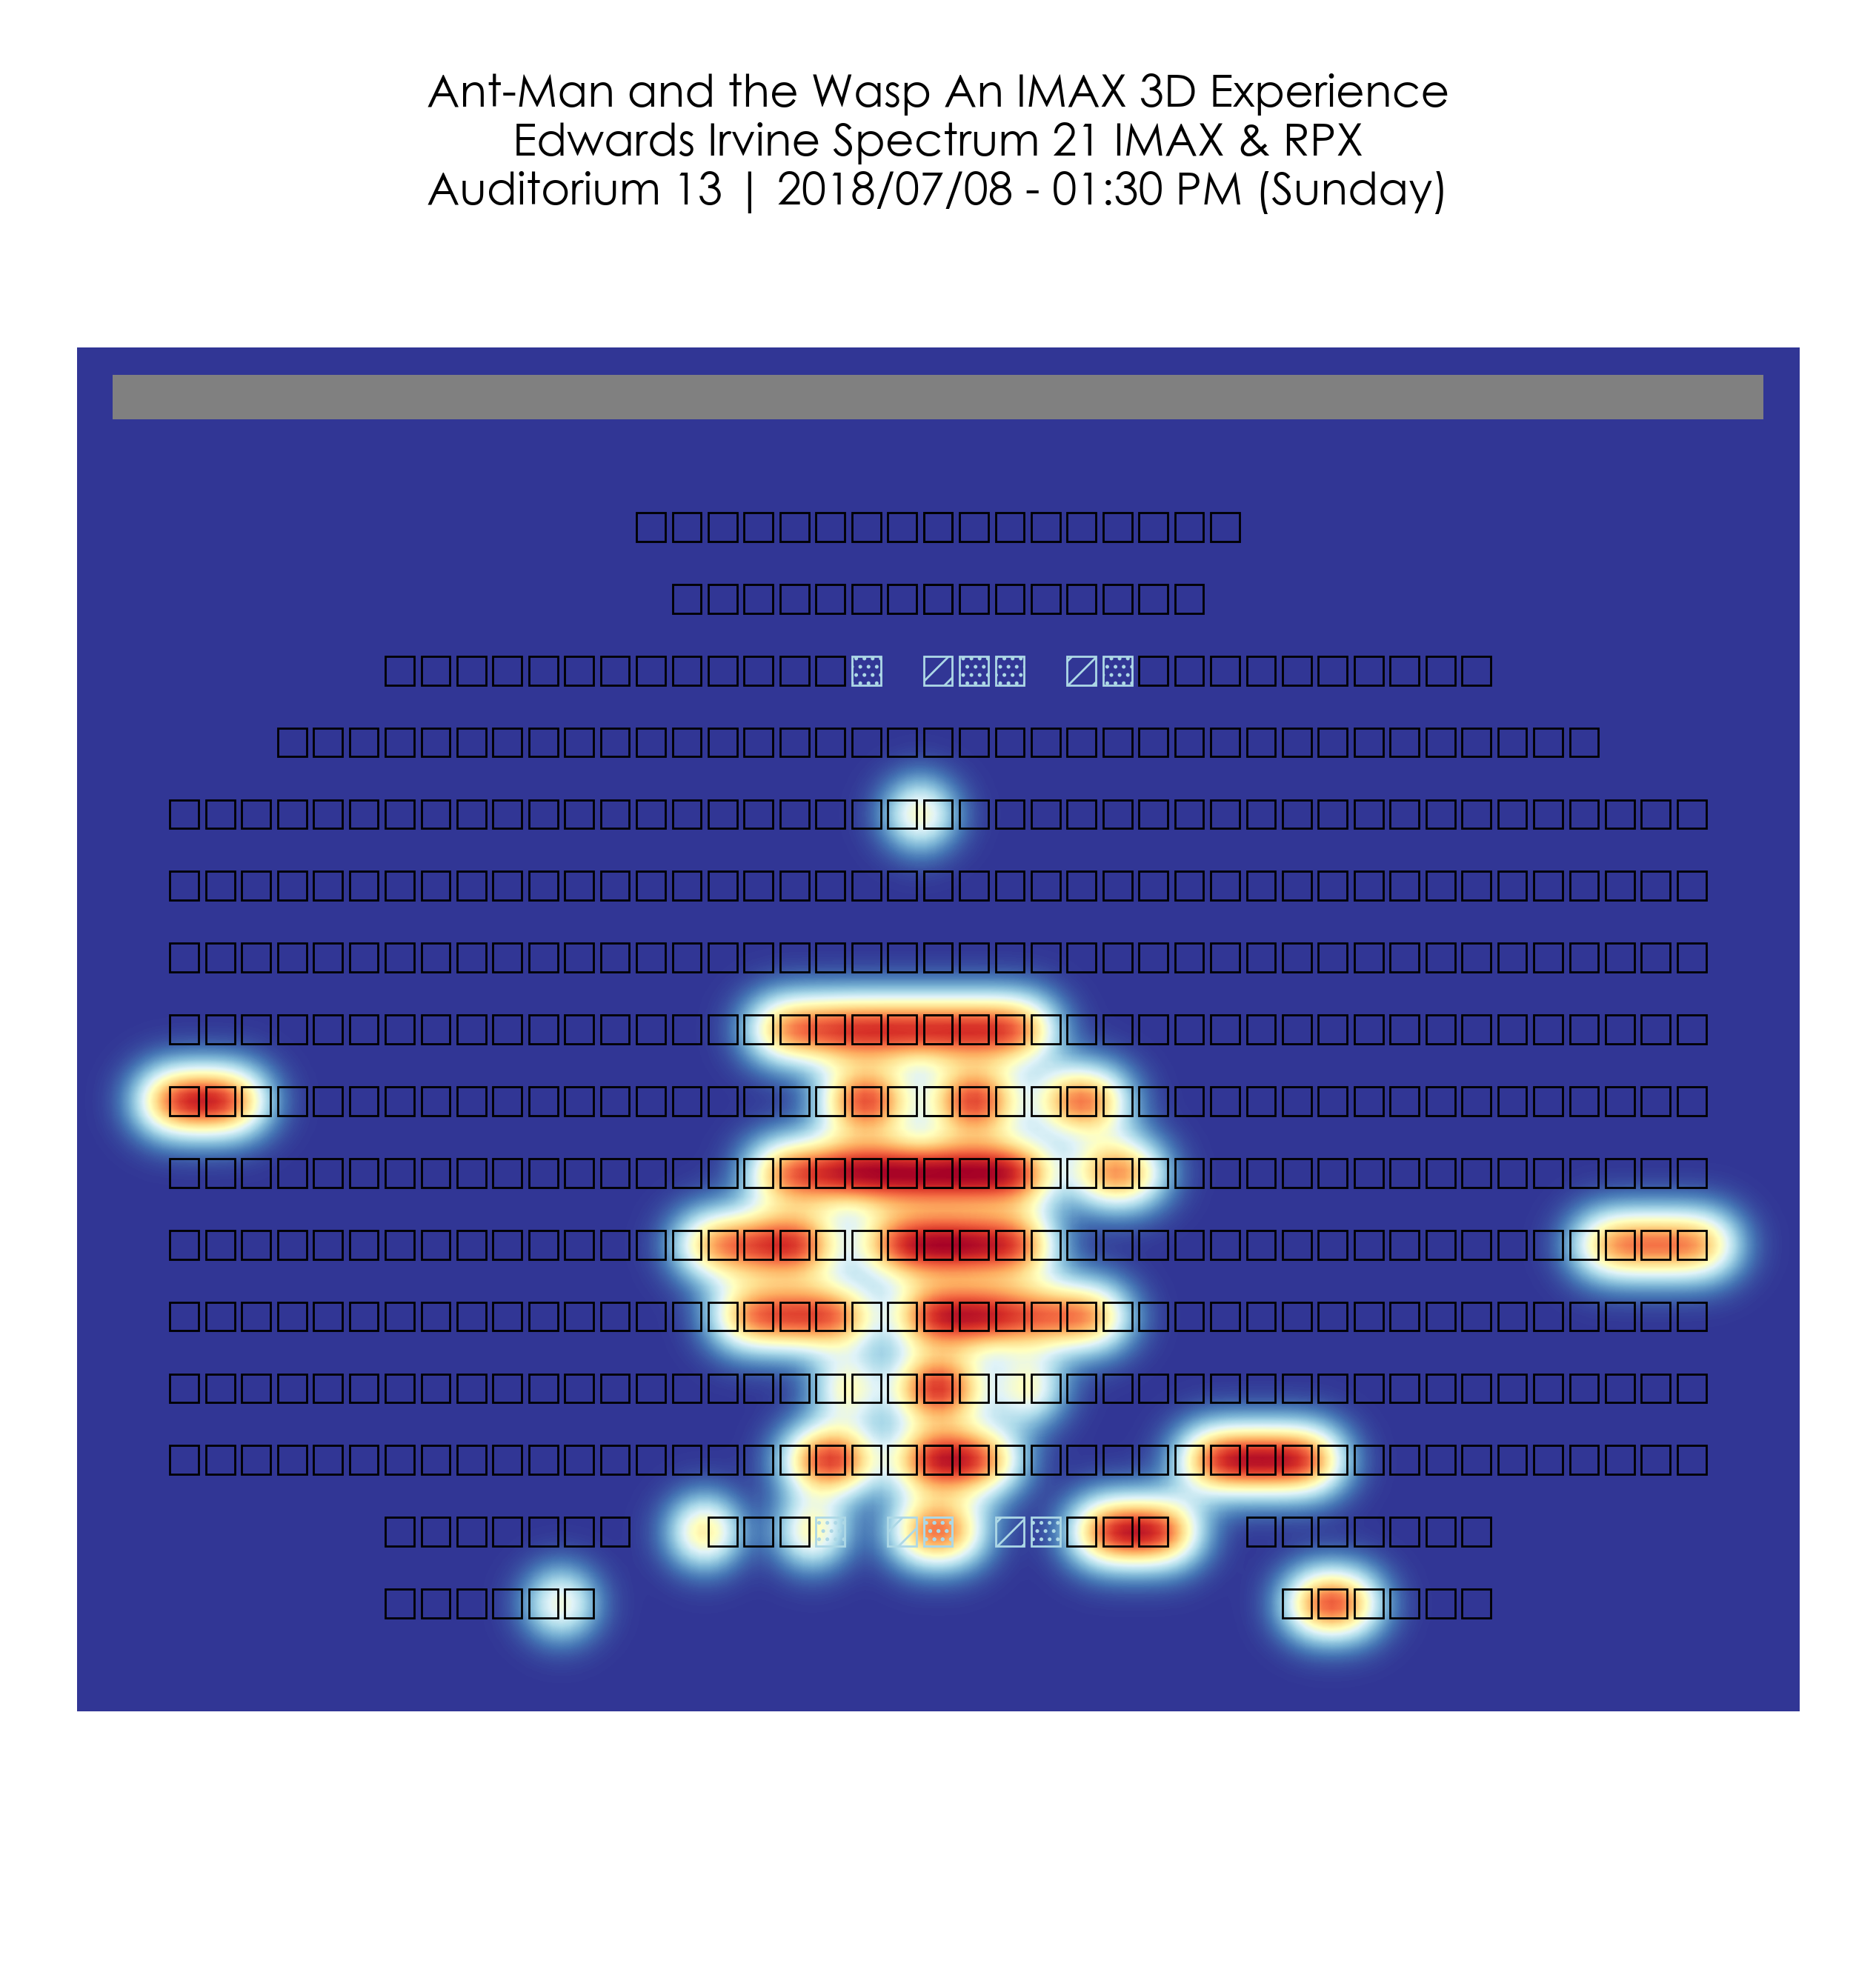 Ant-Man and the Wasp An IMAX 3D Experience
Edwards Irvine Spectrum 21 IMAX & RPX
Auditorium 13 | 2018/07/08 - 01:30 PM (Sunday)